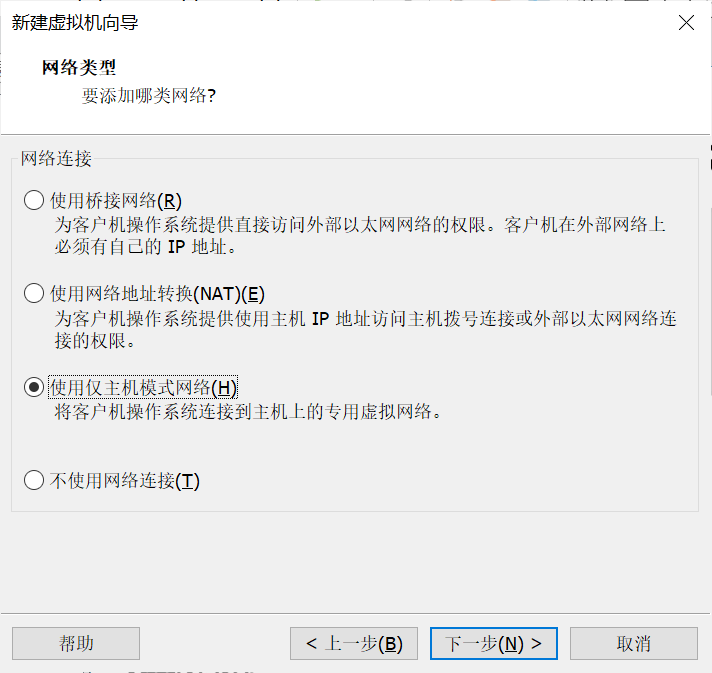 新建虚拟机向导
网络类型
要添加哪类网络?
网络连接
使用桥接网络(R)
为客户机操作系统提供直接访问外部以太网网络的权限。客户机在外部网络上
必须有自己的 IP 地址。
使用网络地址转换(NAT)(E)
为客户机操作系统提供使用主机 IP 地址访问主机拨号连接或外部以太网网络连
接的权限。
使用仅主机模式网络(H)
将客户机操作系统连接到主机上的专用虚拟网络。
不使用网络连接(T)
帮助
< 上一步(B)
下一步(N) >
取消